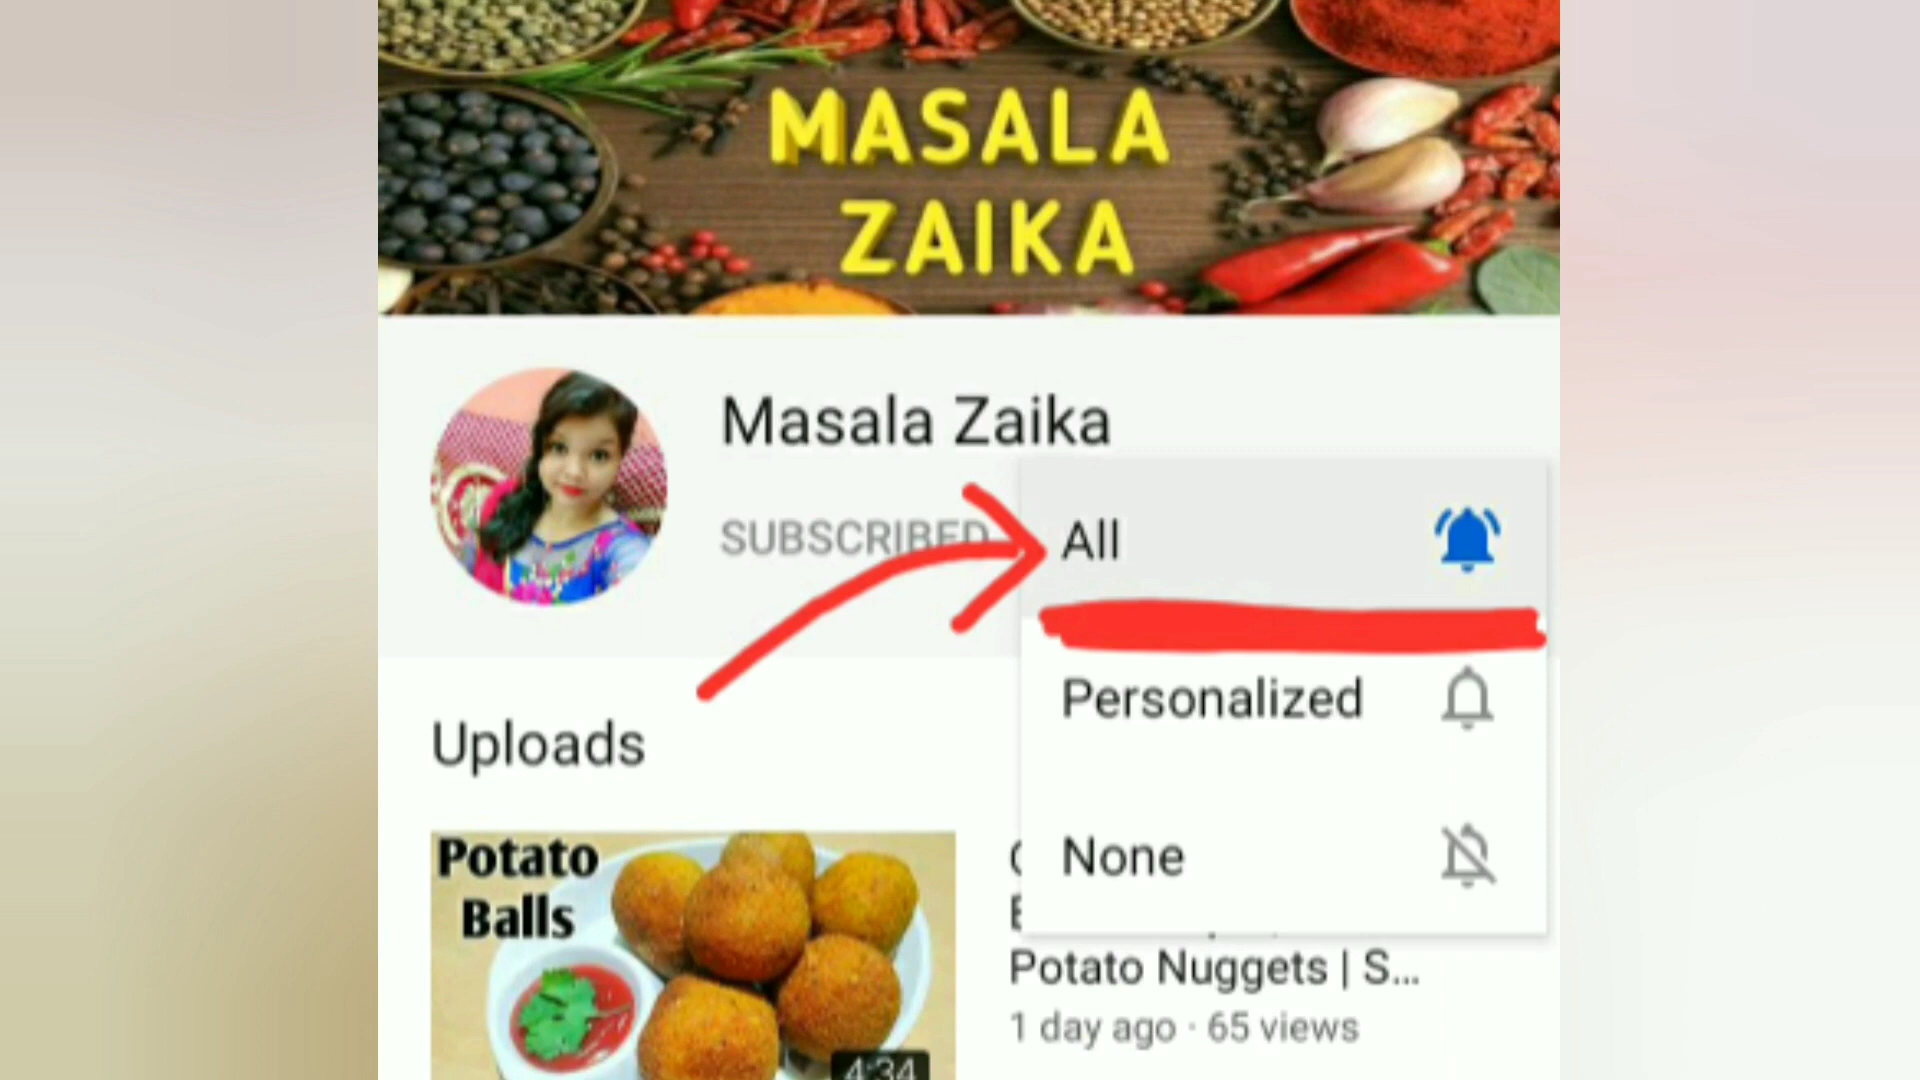 MASALA
ZAIKA
Masala Zaika
SUBSCRIBED
All
Personalized
None
Uploads
Potato
Balls
4:34
Potato Nuggets | S...
1 day ago · 65 views